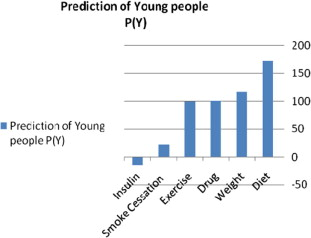 Prediction of Young people
P(Y)
200
150
100
50
0
-50
Prediction of Young
people P(Y)
Insulin
Smoke Cessation
Exercise
Drug
Weight
Diet